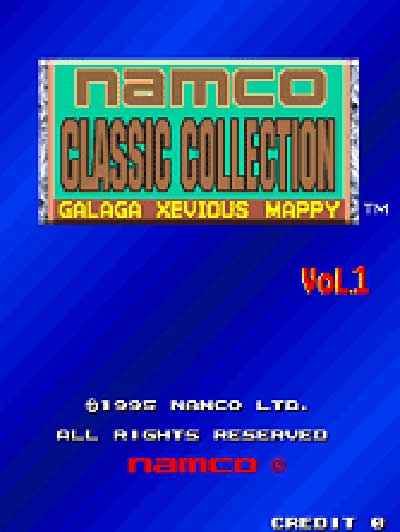 namco
CLASSIC COLLECTION
GALAGA XEVIOUS MAPPY ™
VOL.1
©1995 NAMCO LTD.
ALL RIGHTS RESERVED
namco ©
CREDIT 0